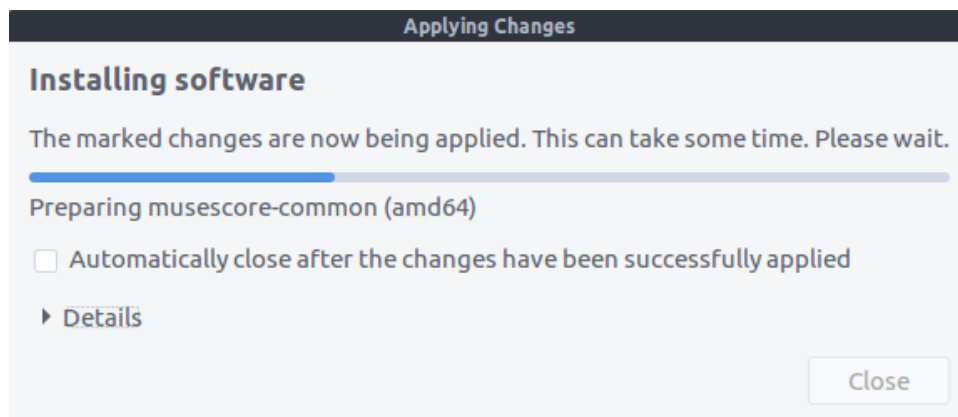 Applying Changes
Installing software
The marked changes are now being applied. This can take some time. Please wait.
Preparing musescore-common (amd64)
Automatically close after the changes have been successfully applied
Details
Close